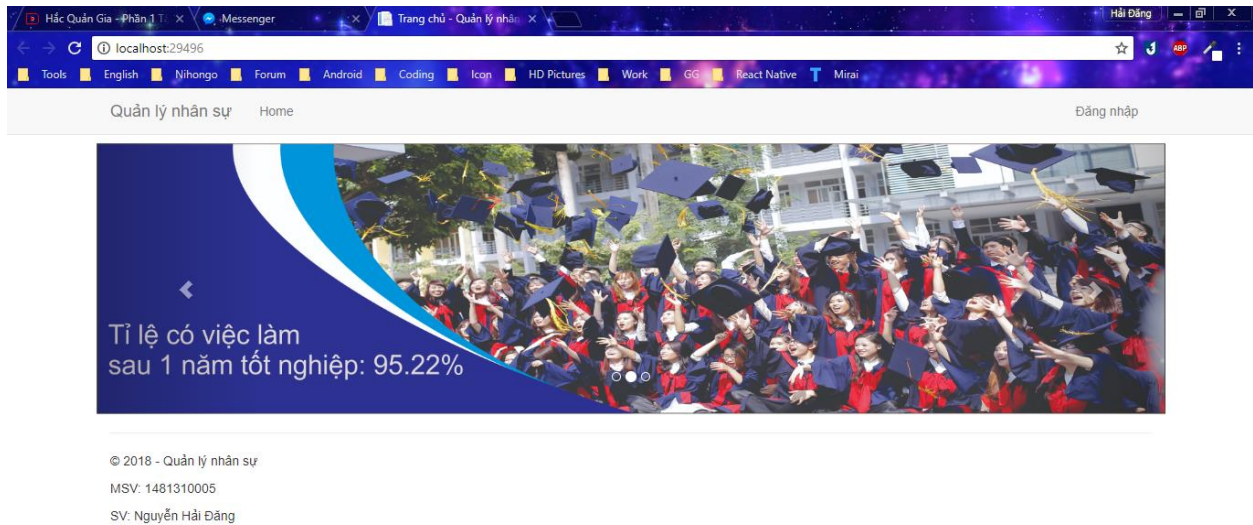 Hắc Quản Gia - Phần 1 T
Messenger
Trang chủ - Quản lý nhân
Hải Đăng
localhost:29496
ABP
Tools English Nihongo Forum Android Coding Icon HD Pictures Work GG React Native Mirai
Quản lý nhân sự Home Đăng nhập
Tỉ lệ có việc làm
sau 1 năm tốt nghiệp: 95.22%
© 2018 - Quản lý nhân sự
MSV: 1481310005
SV: Nguyễn Hải Đăng